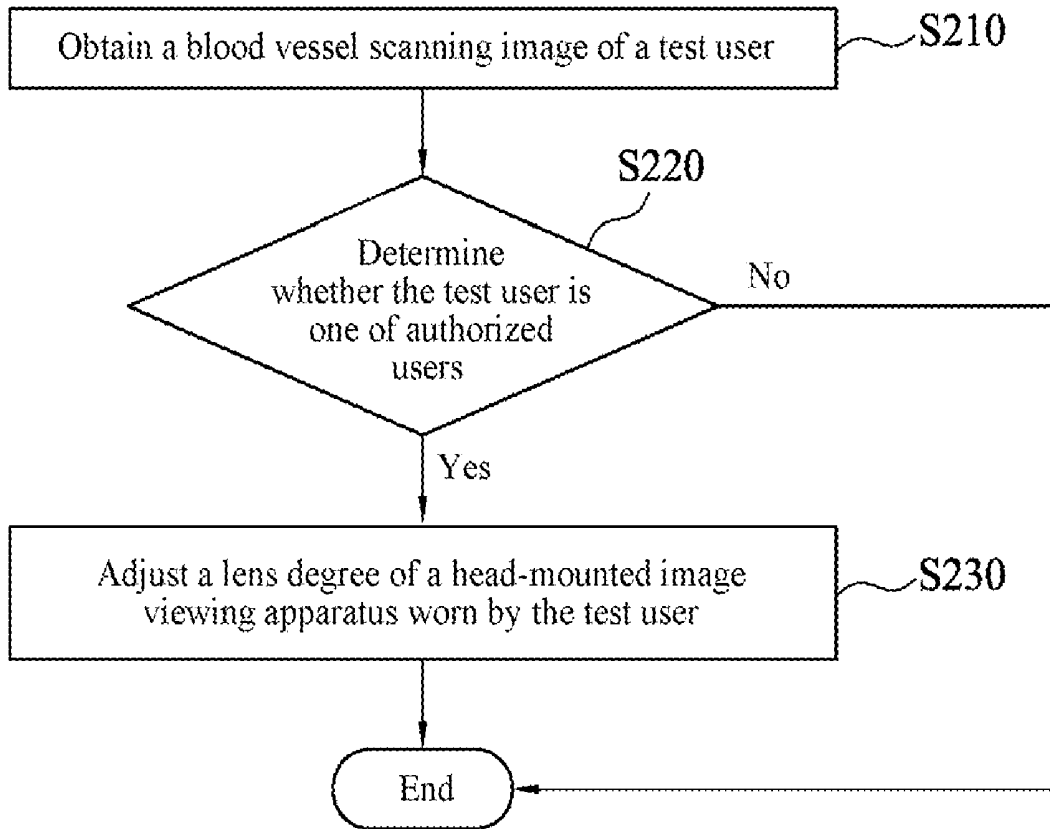 Obtain a blood vessel scanning image of a test user
S210
S220
Determine
whether the test user is
one of authorized
users
No
Yes
Adjust a lens degree of a head-mounted image
viewing apparatus worn by the test user
S230
End